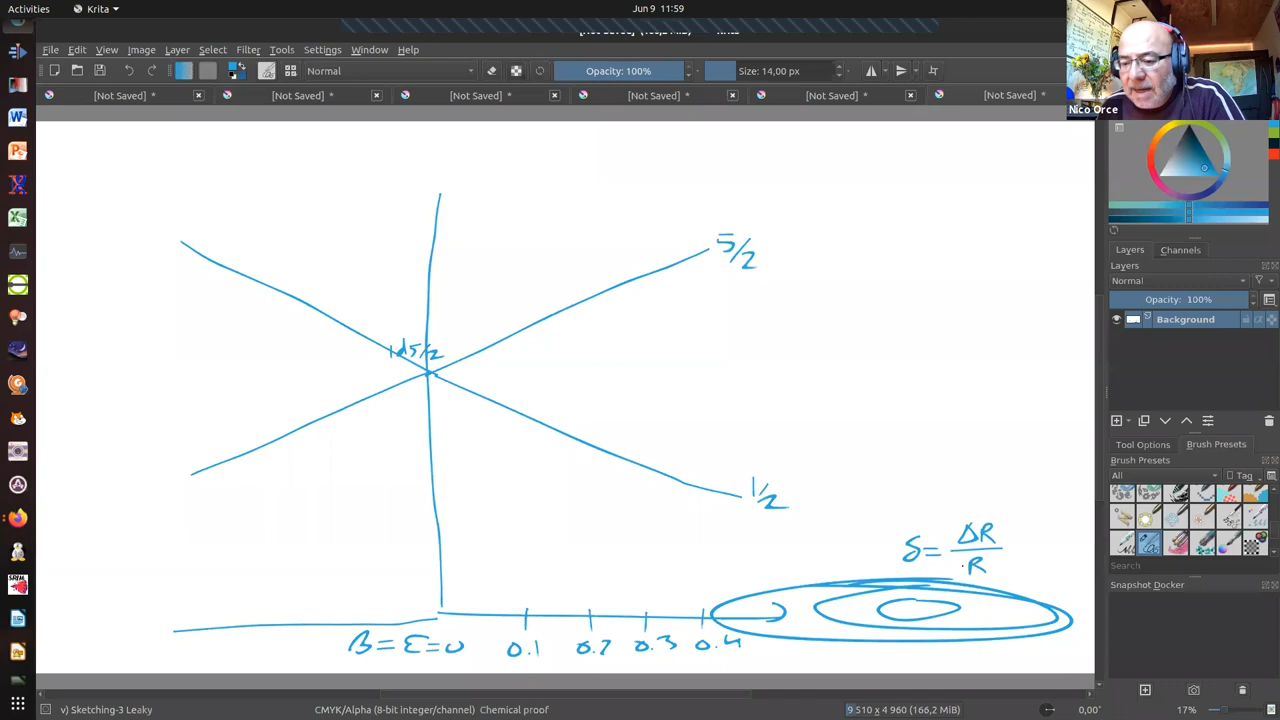 Activities
Krita
Jun 9 11:59
File Edit View Image Layer Select Filter Tools Settings Window Help
Normal
Opacity: 100%
Size: 14,00 px
[Not Saved] *
[Not Saved] *
[Not Saved] *
[Not Saved] *
[Not Saved] *
[Not Saved] *
Nico Orce
5/2
1d5/2
1/2
δ = ΔR/R
β = ε = 0
0.1 0.2 0.3 0.4
Layers Channels
Layers
Normal
Opacity: 100%
Background
Tool Options Brush Presets
Brush Presets
All
Tag
Search
Snapshot Docker
v) Sketching-3 Leaky
CMYK/Alpha (8-bit integer/channel) Chemical proof
9 510 x 4 960 (166,2 MiB)
0,00°
17%